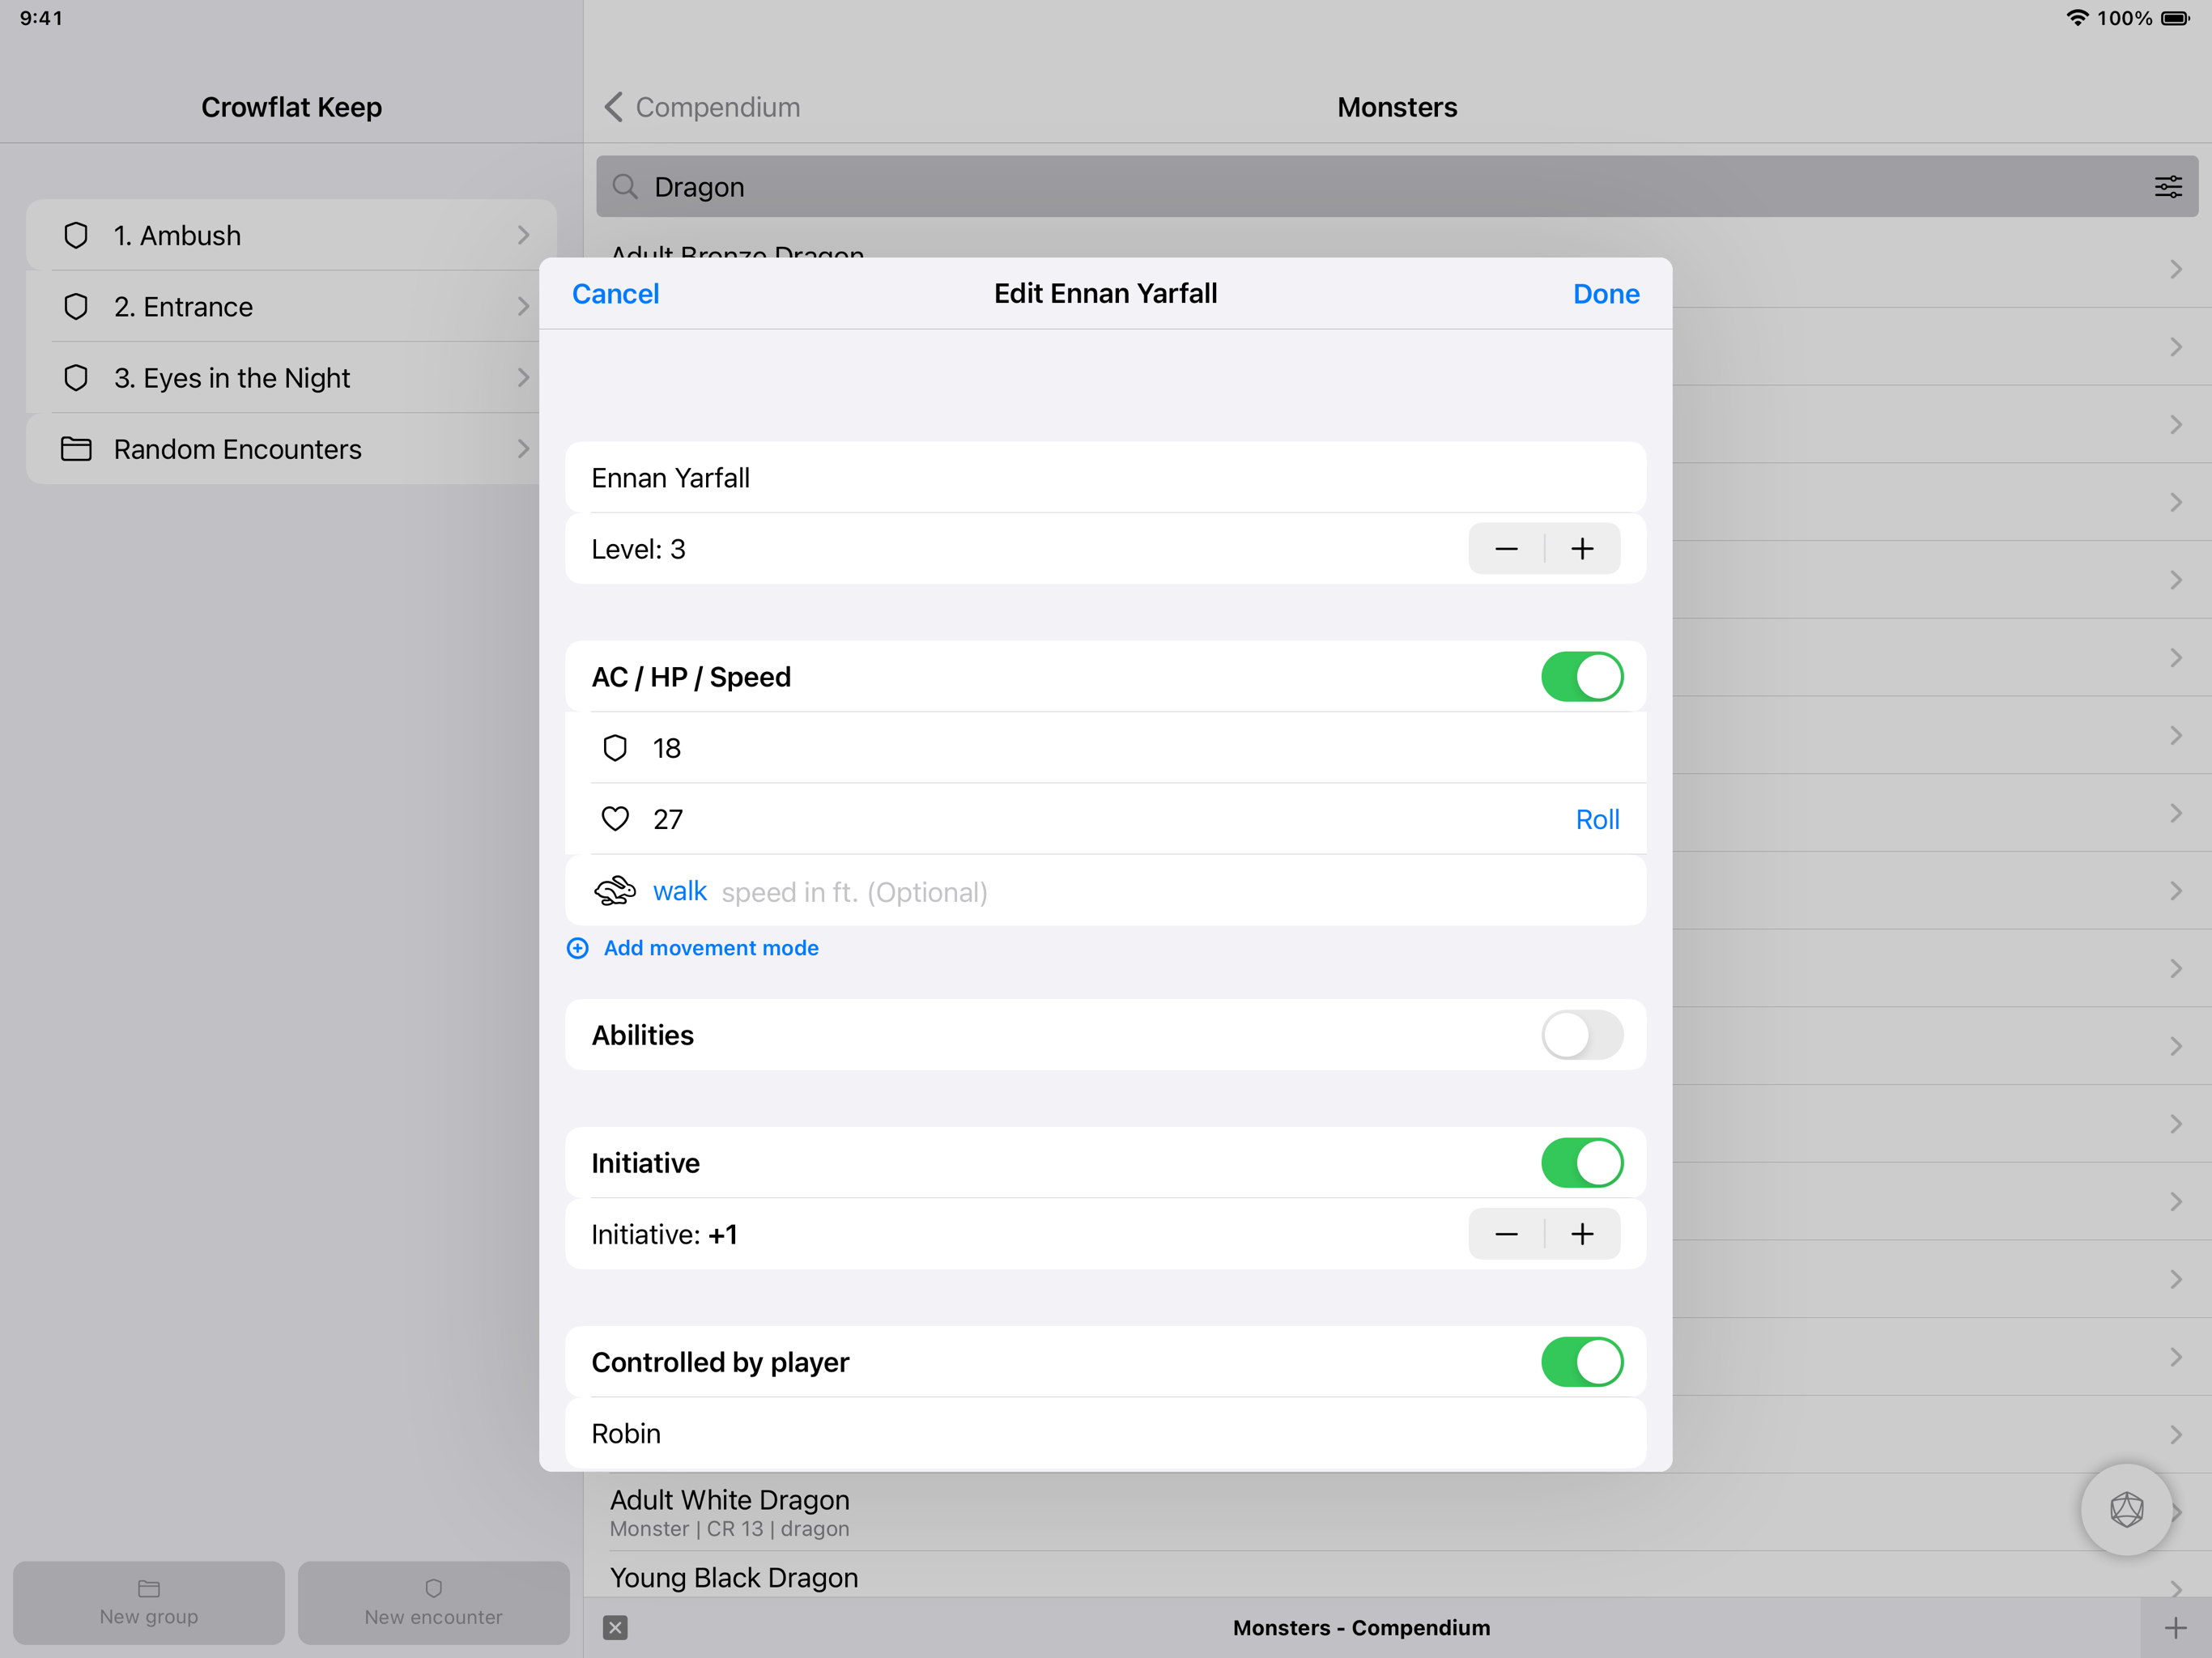 9:41
100%
Crowflat Keep
Compendium
Monsters
Dragon
1. Ambush
2. Entrance
3. Eyes in the Night
Random Encounters
Adult Bronze Dragon
Cancel
Edit Ennan Yarfall
Done
Ennan Yarfall
Level: 3
AC / HP / Speed
18
27
Roll
walk speed in ft. (Optional)
Add movement mode
Abilities
Initiative
Initiative: +1
Controlled by player
Robin
Adult White Dragon
Monster | CR 13 | dragon
Young Black Dragon
New group
New encounter
Monsters - Compendium